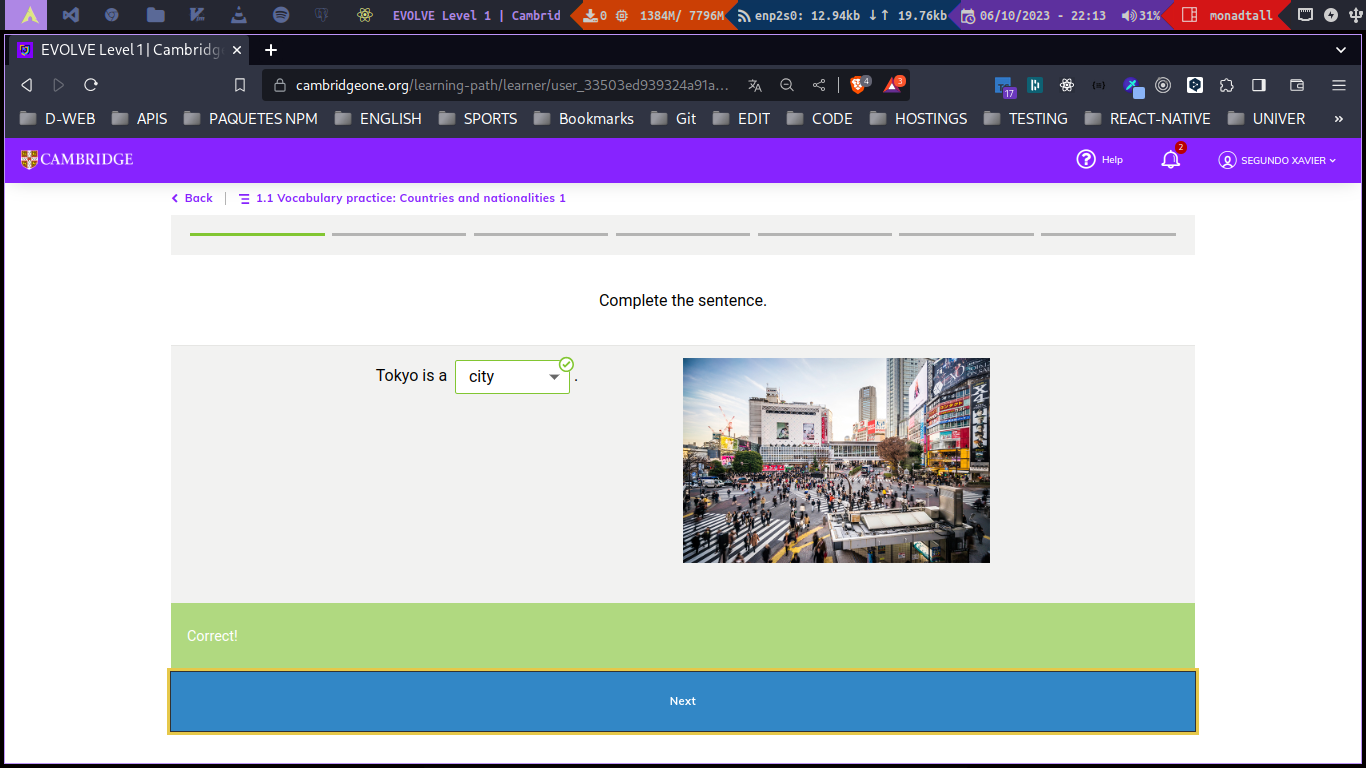 EVOLVE Level 1 | Cambrid 0 1384M/ 7796M enp2s0: 12.94kb ↓↑ 19.76kb 06/10/2023 - 22:13 31% monadtall
EVOLVE Level 1 | Cambridg
cambridgeone.org/learning-path/learner/user_33503ed939324a91a... 4 3 17
D-WEB APIS PAQUETES NPM ENGLISH SPORTS Bookmarks Git EDIT CODE HOSTINGS TESTING REACT-NATIVE UNIVER »
CAMBRIDGE Help 2 SEGUNDO XAVIER
Back 1.1 Vocabulary practice: Countries and nationalities 1
Complete the sentence.
Tokyo is a city .
Correct!
Next